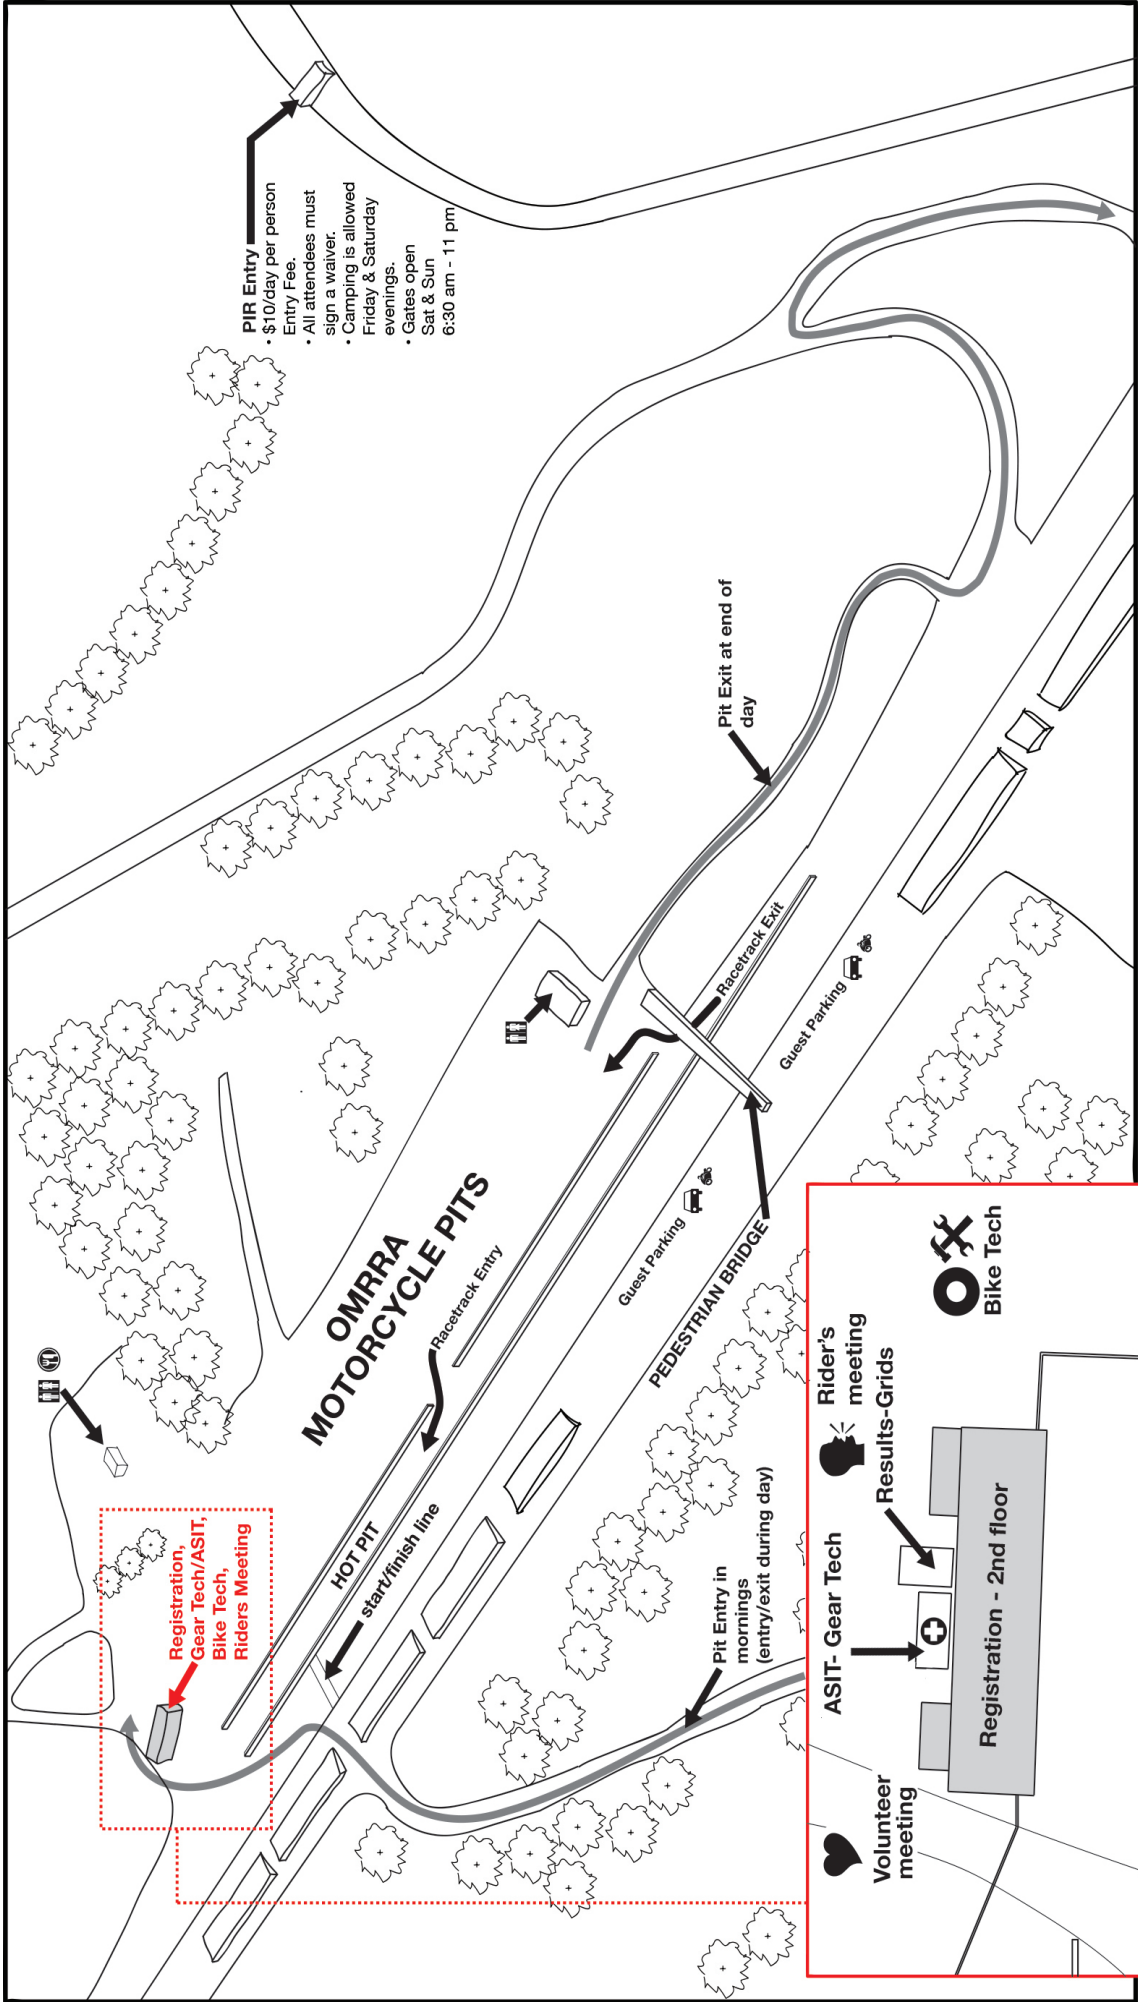 PIR Entry
• $10/day per person
Entry Fee.
• All attendees must
sign a waiver.
• Camping is allowed
Friday & Saturday
evenings.
• Gates open
Sat & Sun
6:30 am - 11 pm
Registration,
Gear Tech/ASIT,
Bike Tech,
Riders Meeting
OMRRA
MOTORCYCLE PITS
HOT PIT
start/finish line
Racetrack Entry
Racetrack Exit
Pit Exit at end of
day
Guest Parking
Guest Parking
PEDESTRIAN BRIDGE
Pit Entry in
mornings
(entry/exit during day)
Volunteer
meeting
ASIT- Gear Tech
Rider's
meeting
Results-Grids
Bike Tech
Registration - 2nd floor